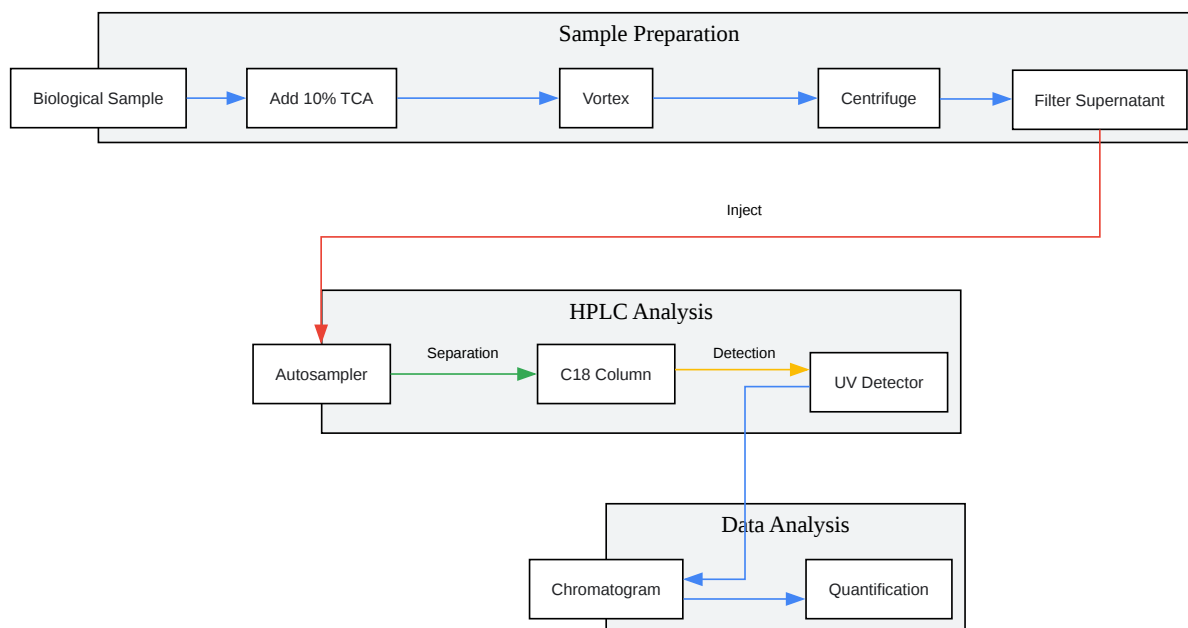 Sample Preparation
Biological Sample
Add 10% TCA
Vortex
Centrifuge
Filter Supernatant
Inject
HPLC Analysis
Autosampler
Separation
C18 Column
Detection
UV Detector
Data Analysis
Chromatogram
Quantification